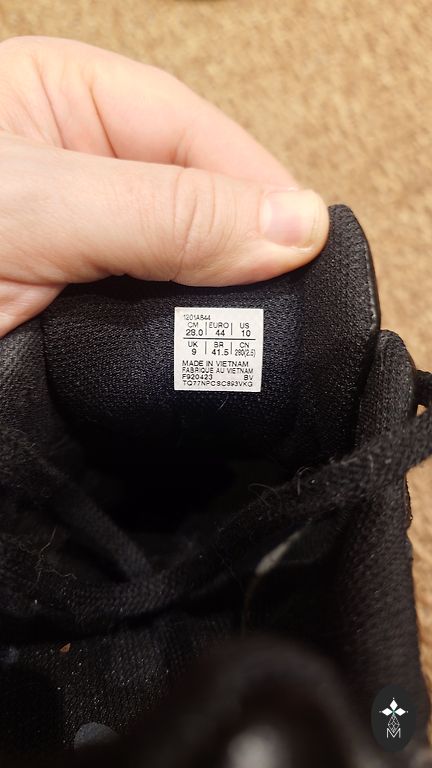 1201A844
CM EURO US
28.0 44 10
UK BR CN
9 41.5 280(2.5)
MADE IN VIETNAM
FABRIQUE AU VIETNAM
F920423 BV
TQ77NPCSC893VKG
M